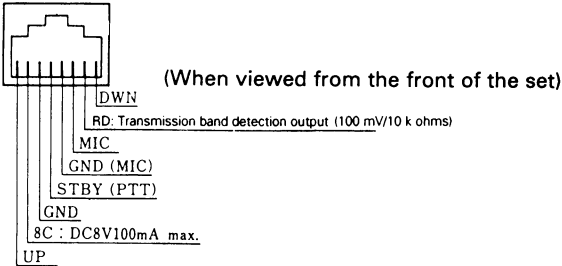 (When viewed from the front of the set)
DWN
RD: Transmission band detection output (100 mV/10 k ohms)
MIC
GND (MIC)
STBY (PTT)
GND
8C : DC8V100mA max.
UP